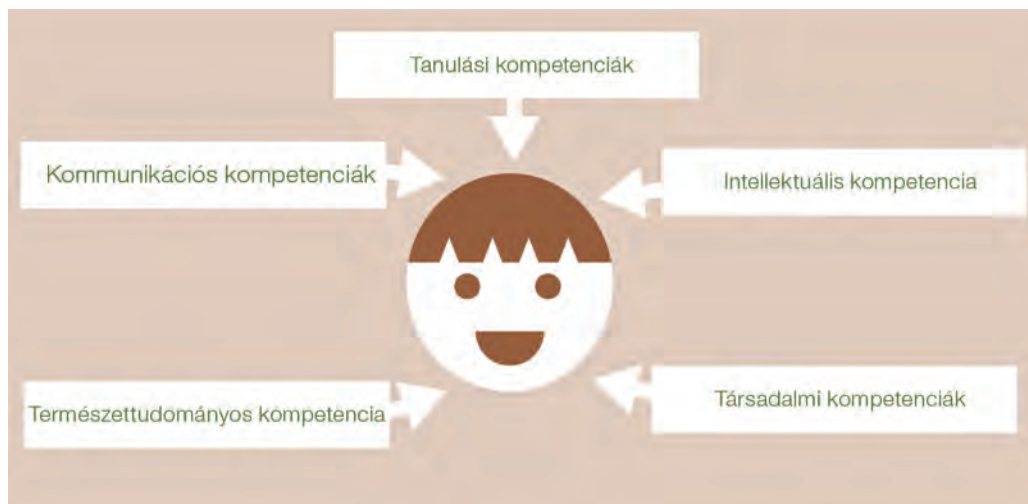 Tanulási kompetenciák
Kommunikációs kompetenciák
Intellektuális kompetencia
Természettudományos kompetencia
Társadalmi kompetenciák